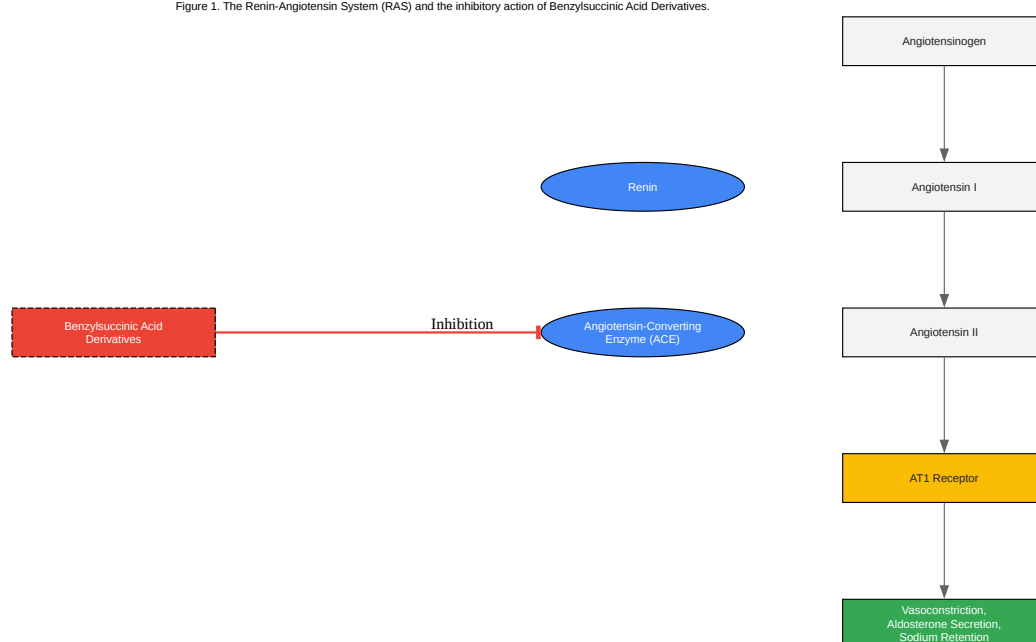 Figure 1. The Renin-Angiotensin System (RAS) and the inhibitory action of Benzylsuccinic Acid Derivatives.
Angiotensinogen
Renin
Angiotensin I
Benzylsuccinic Acid
Derivatives
Inhibition
Angiotensin-Converting
Enzyme (ACE)
Angiotensin II
AT1 Receptor
Vasoconstriction,
Aldosterone Secretion,
Sodium Retention